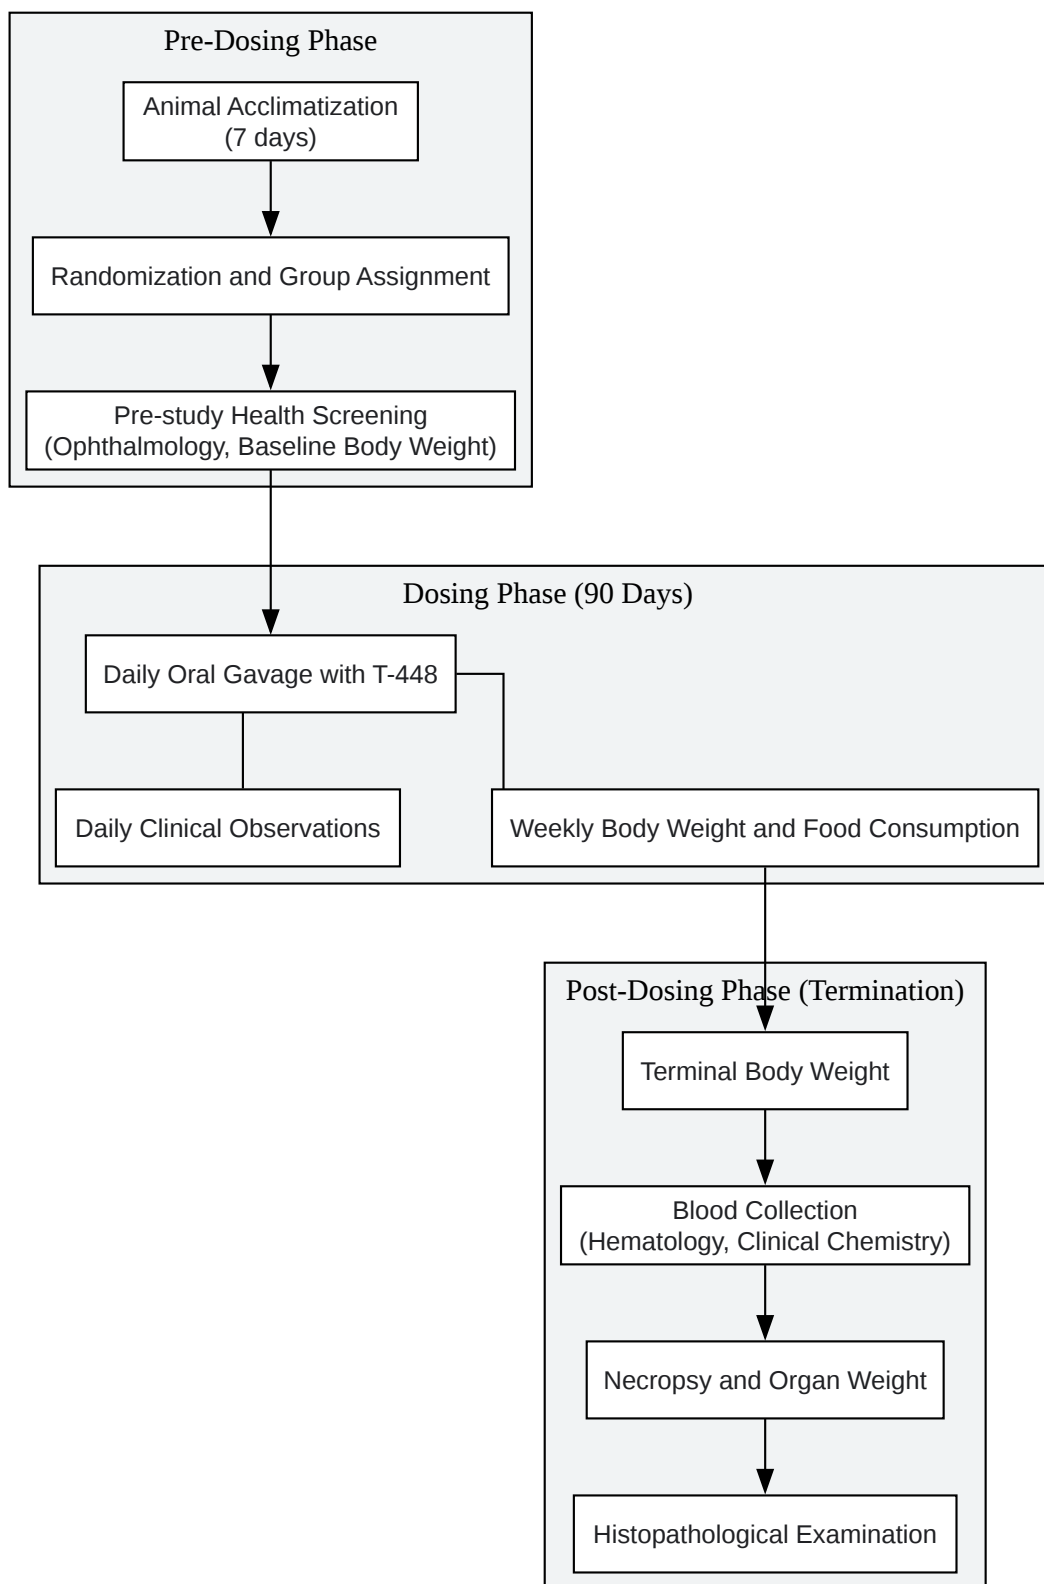 Pre-Dosing Phase
Animal Acclimatization
(7 days)
Randomization and Group Assignment
Pre-study Health Screening
(Ophthalmology, Baseline Body Weight)
Dosing Phase (90 Days)
Daily Oral Gavage with T-448
Daily Clinical Observations
Weekly Body Weight and Food Consumption
Post-Dosing Phase (Termination)
Terminal Body Weight
Blood Collection
(Hematology, Clinical Chemistry)
Necropsy and Organ Weight
Histopathological Examination